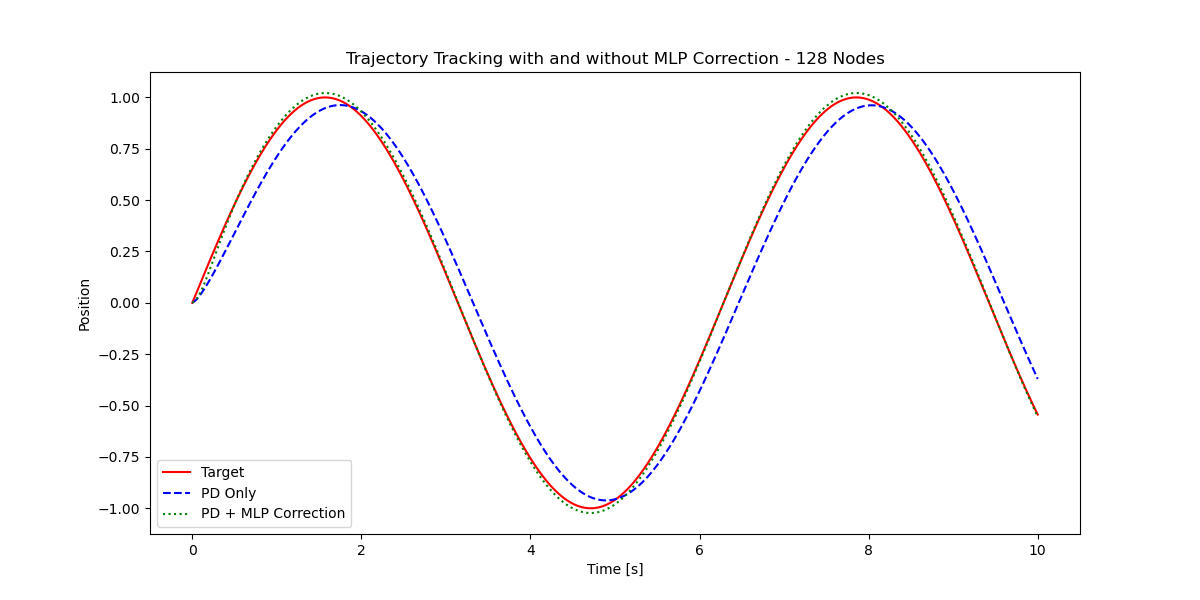 Trajectory Tracking with and without MLP Correction - 128 Nodes
1.00
0.75
0.50
0.25
0.00
−0.25
−0.50
−0.75
−1.00
Position
Target
PD Only
PD + MLP Correction
0 2 4 6 8 10
Time [s]